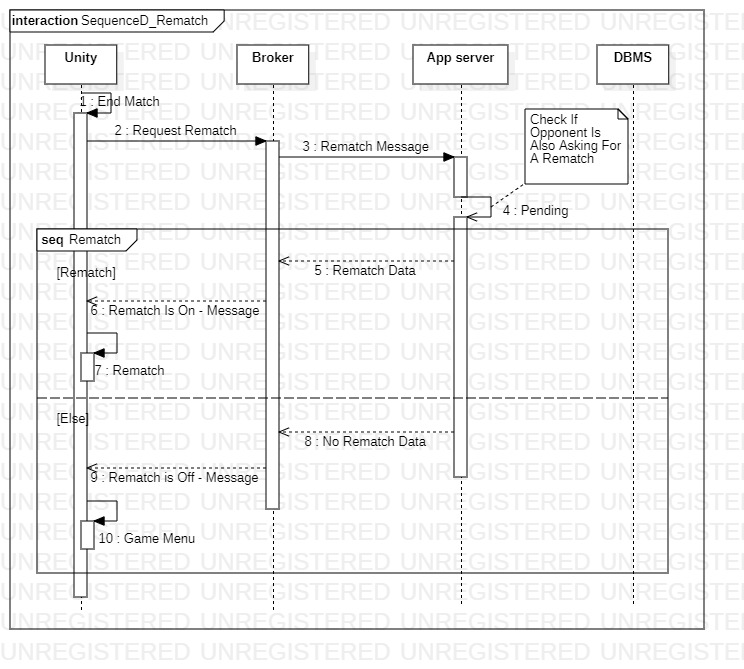 interaction SequenceD_Rematch
Unity
Broker
App server
DBMS
1 : End Match
Check If
Opponent Is
Also Asking For
A Rematch
2 : Request Rematch
3 : Rematch Message
4 : Pending
seq Rematch
[Rematch]
5 : Rematch Data
6 : Rematch Is On - Message
7 : Rematch
[Else]
8 : No Rematch Data
9 : Rematch is Off - Message
10 : Game Menu
UNREGISTERED UNREGISTERED UNREGISTERED UNREGISTERED